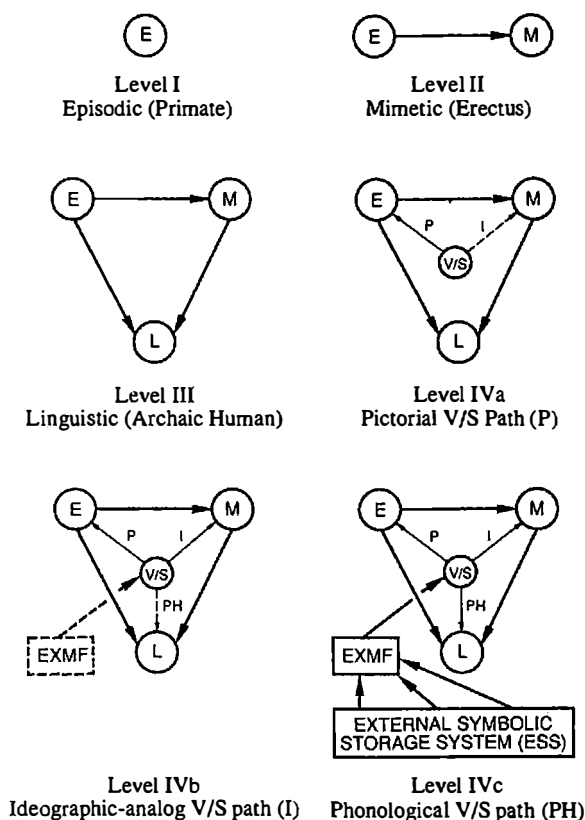 E
Level I
Episodic (Primate)
E M
Level II
Mimetic (Erectus)
E M
L
Level III
Linguistic (Archaic Human)
E M
P I
V/S
L
Level IVa
Pictorial V/S Path (P)
E M
P I
V/S
PH
EXMF
L
Level IVb
Ideographic-analog V/S path (I)
E M
P I
V/S
PH
EXMF
L
EXTERNAL SYMBOLIC
STORAGE SYSTEM (ESS)
Level IVc
Phonological V/S path (PH)